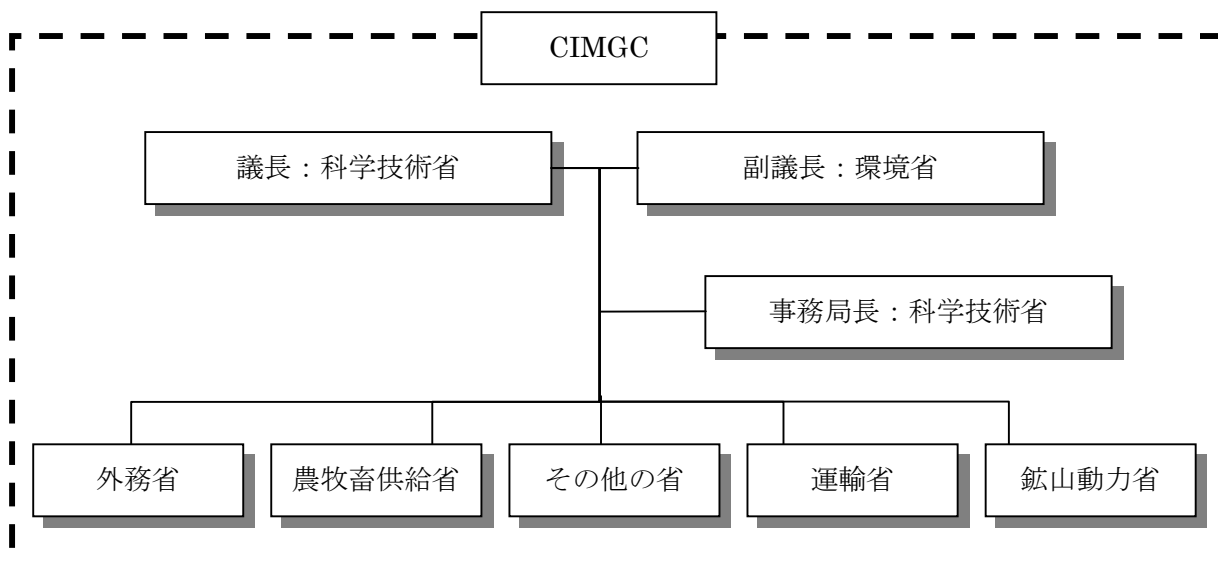 CIMGC
議長：科学技術省
副議長：環境省
事務局長：科学技術省
外務省
農牧畜供給省
その他の省
運輸省
鉱山動力省